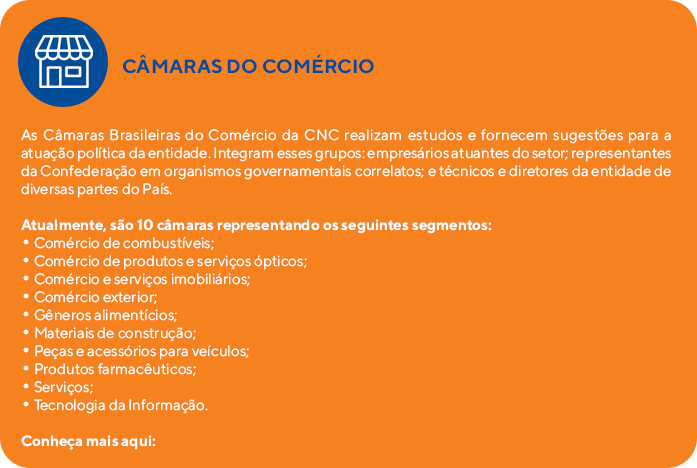 CÂMARAS DO COMÉRCIO
As Câmaras Brasileiras do Comércio da CNC realizam estudos e fornecem sugestões para a
atuação política da entidade. Integram esses grupos: empresários atuantes do setor; representantes
da Confederação em organismos governamentais correlatos; e técnicos e diretores da entidade de
diversas partes do País.
Atualmente, são 10 câmaras representando os seguintes segmentos:
• Comércio de combustíveis;
• Comércio de produtos e serviços ópticos;
• Comércio e serviços imobiliários;
• Comércio exterior;
• Gêneros alimentícios;
• Materiais de construção;
• Peças e acessórios para veículos;
• Produtos farmacêuticos;
• Serviços;
• Tecnologia da Informação.
Conheça mais aqui: